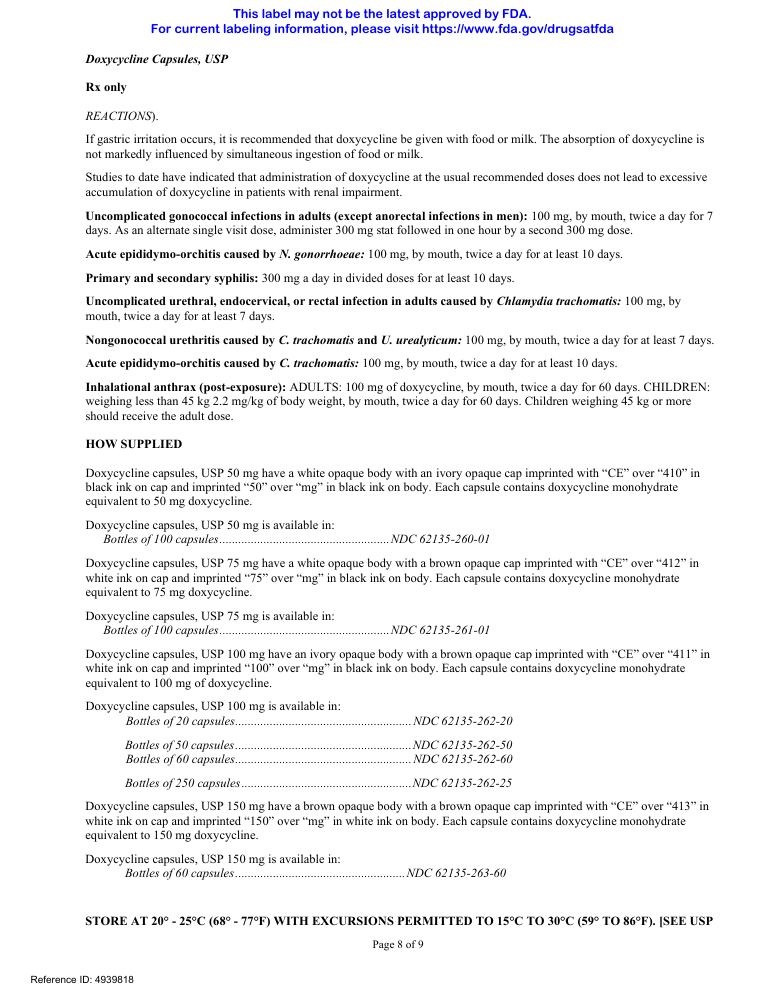 This label may not be the latest approved by FDA.
For current labeling information, please visit https://www.fda.gov/drugsatfda
Doxycycline Capsules, USP
Rx only
REACTIONS).
If gastric irritation occurs, it is recommended that doxycycline be given with food or milk. The absorption of doxycycline is
not markedly influenced by simultaneous ingestion of food or milk.
Studies to date have indicated that administration of doxycycline at the usual recommended doses does not lead to excessive
accumulation of doxycycline in patients with renal impairment.
Uncomplicated gonococcal infections in adults (except anorectal infections in men): 100 mg, by mouth, twice a day for 7
days. As an alternate single visit dose, administer 300 mg stat followed in one hour by a second 300 mg dose.
Acute epididymo-orchitis caused by N. gonorrhoeae: 100 mg, by mouth, twice a day for at least 10 days.
Primary and secondary syphilis: 300 mg a day in divided doses for at least 10 days.
Uncomplicated urethral, endocervical, or rectal infection in adults caused by Chlamydia trachomatis: 100 mg, by
mouth, twice a day for at least 7 days.
Nongonococcal urethritis caused by C. trachomatis and U. urealyticum: 100 mg, by mouth, twice a day for at least 7 days.
Acute epididymo-orchitis caused by C. trachomatis: 100 mg, by mouth, twice a day for at least 10 days.
Inhalational anthrax (post-exposure): ADULTS: 100 mg of doxycycline, by mouth, twice a day for 60 days. CHILDREN:
weighing less than 45 kg 2.2 mg/kg of body weight, by mouth, twice a day for 60 days. Children weighing 45 kg or more
should receive the adult dose.
HOW SUPPLIED
Doxycycline capsules, USP 50 mg have a white opaque body with an ivory opaque cap imprinted with “CE” over “410” in
black ink on cap and imprinted “50” over “mg” in black ink on body. Each capsule contains doxycycline monohydrate
equivalent to 50 mg doxycycline.
Doxycycline capsules, USP 50 mg is available in:
Bottles of 100 capsules......................................................NDC 62135-260-01
Doxycycline capsules, USP 75 mg have a white opaque body with a brown opaque cap imprinted with “CE” over “412” in
white ink on cap and imprinted “75” over “mg” in black ink on body. Each capsule contains doxycycline monohydrate
equivalent to 75 mg doxycycline.
Doxycycline capsules, USP 75 mg is available in:
Bottles of 100 capsules......................................................NDC 62135-261-01
Doxycycline capsules, USP 100 mg have an ivory opaque body with a brown opaque cap imprinted with “CE” over “411” in
white ink on cap and imprinted “100” over “mg” in black ink on body. Each capsule contains doxycycline monohydrate
equivalent to 100 mg of doxycycline.
Doxycycline capsules, USP 100 mg is available in:
Bottles of 20 capsules........................................................NDC 62135-262-20
Bottles of 50 capsules........................................................NDC 62135-262-50
Bottles of 60 capsules........................................................NDC 62135-262-60
Bottles of 250 capsules......................................................NDC 62135-262-25
Doxycycline capsules, USP 150 mg have a brown opaque body with a brown opaque cap imprinted with “CE” over “413” in
white ink on cap and imprinted “150” over “mg” in white ink on body. Each capsule contains doxycycline monohydrate
equivalent to 150 mg doxycycline.
Doxycycline capsules, USP 150 mg is available in:
Bottles of 60 capsules......................................................NDC 62135-263-60
STORE AT 20° - 25°C (68° - 77°F) WITH EXCURSIONS PERMITTED TO 15°C TO 30°C (59° TO 86°F). [SEE USP
Page 8 of 9
Reference ID: 4939818